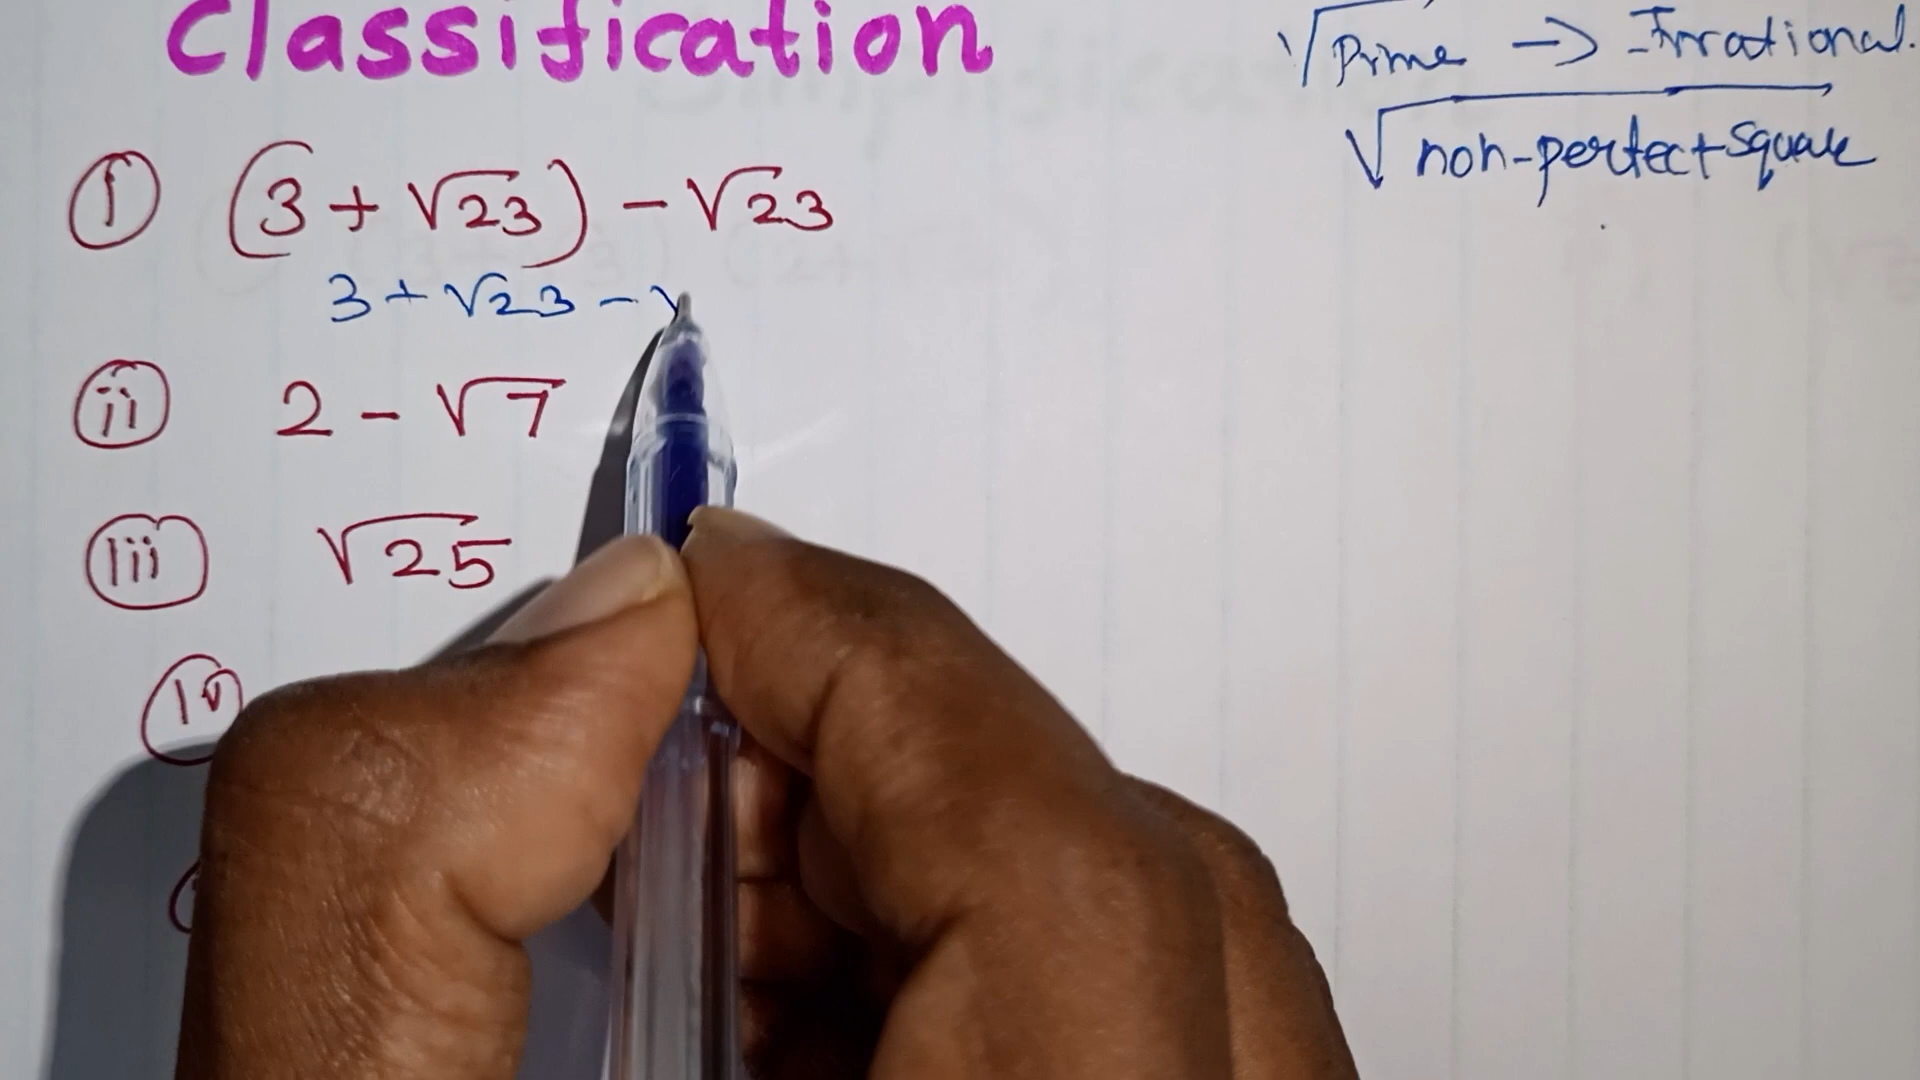 Classification
√Prime → Irrational.
√non-perfect square
(i) (3 + √23) - √23
3 + √23 - √
(ii) 2 - √7
(iii) √25
(iv)